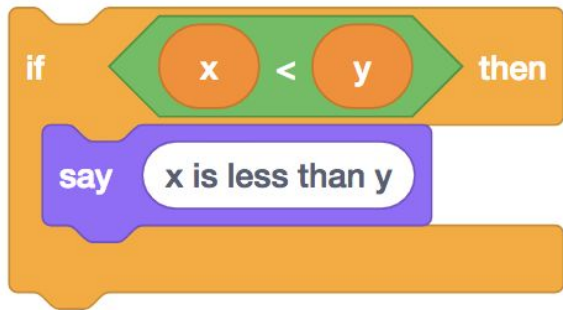 if x < y then
say x is less than y